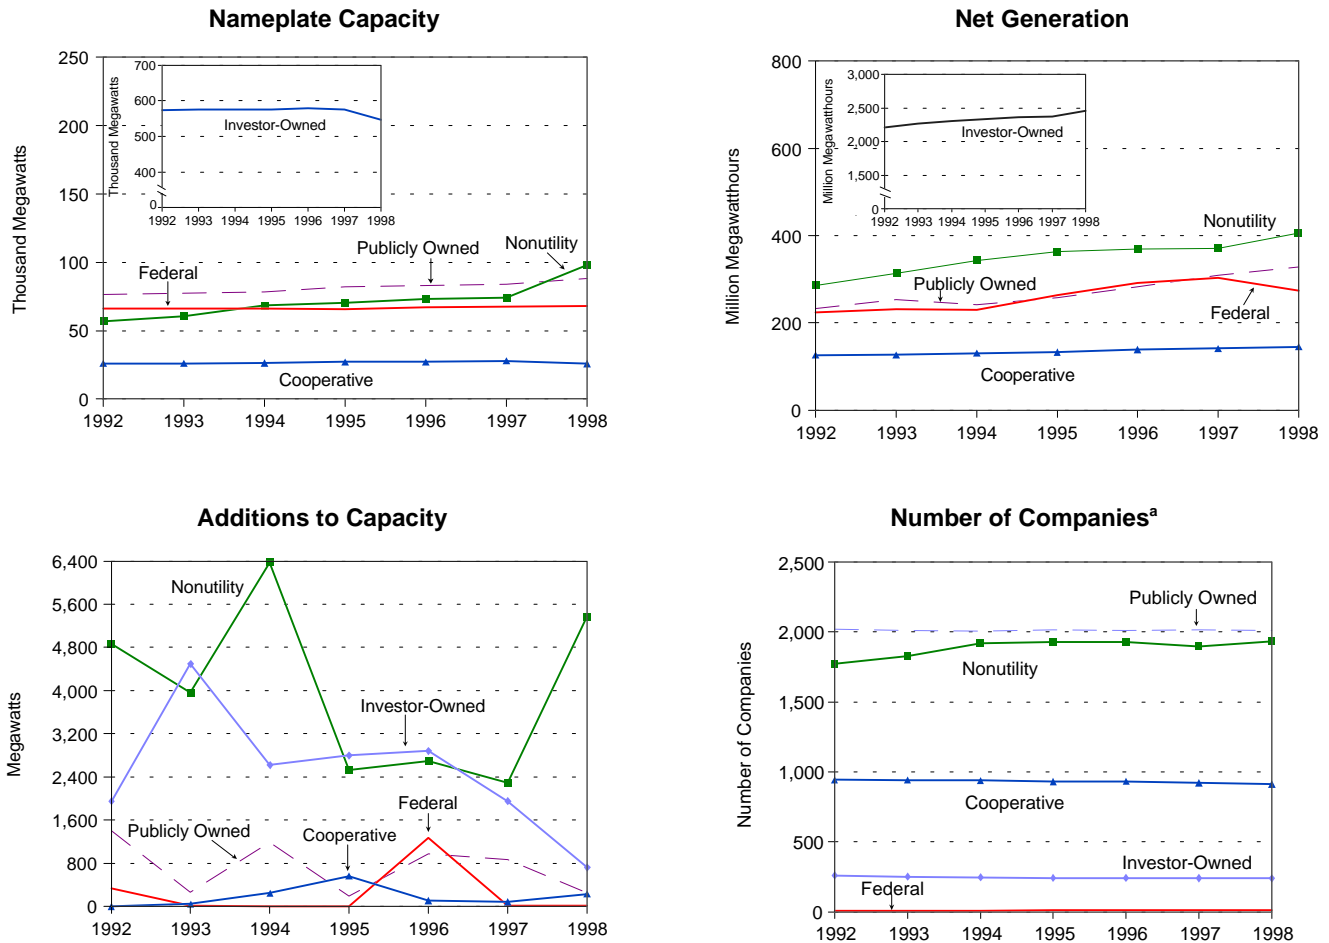 Nameplate Capacity
Thousand Megawatts
250
200
150
100
50
0
1992 1993 1994 1995 1996 1997 1998
Thousand Megawatts
700
600
500
400
0
1992 1993 1994 1995 1996 1997 1998
Investor-Owned
Federal
Publicly Owned
Nonutility
Cooperative
Net Generation
Million Megawatthours
800
600
400
200
0
1992 1993 1994 1995 1996 1997 1998
Million Megawatthours
3,000
2,500
2,000
1,500
0
1992 1993 1994 1995 1996 1997 1998
Investor-Owned
Nonutility
Publicly Owned
Federal
Cooperative
Additions to Capacity
Megawatts
6,400
5,600
4,800
4,000
3,200
2,400
1,600
800
0
1992 1993 1994 1995 1996 1997 1998
Nonutility
Investor-Owned
Federal
Publicly Owned
Cooperative
Number of Companiesª
Number of Companies
2,500
2,000
1,500
1,000
500
0
1992 1993 1994 1995 1996 1997 1998
Publicly Owned
Nonutility
Cooperative
Investor-Owned
Federal